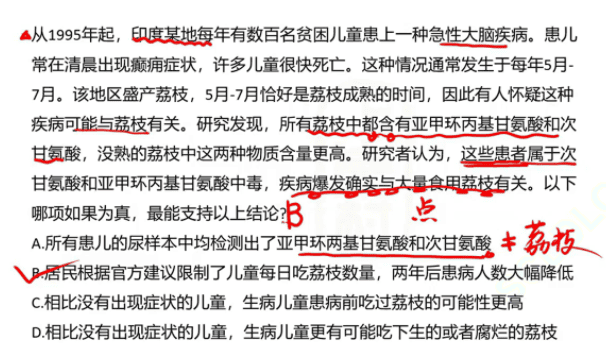 从1995年起，印度某地每年有数百名贫困儿童患上一种急性大脑疾病。患儿
常在清晨出现癫痫症状，许多儿童很快死亡。这种情况通常发生于每年5月-
7月。该地区盛产荔枝，5月-7月恰好是荔枝成熟的时间，因此有人怀疑这种
疾病可能与荔枝有关。研究发现，所有荔枝中都含有亚甲环丙基甘氨酸和次
甘氨酸，没熟的荔枝中这两种物质含量更高。研究者认为，这些患者属于次
甘氨酸和亚甲环丙基甘氨酸中毒，疾病爆发确实与大量食用荔枝有关。以下
哪项如果为真，最能支持以上结论？B 点
A.所有患儿的尿样本中均检测出了亚甲环丙基甘氨酸和次甘氨酸 ≠荔枝
B.居民根据官方建议限制了儿童每日吃荔枝数量，两年后患病人数大幅降低
C.相比没有出现症状的儿童，生病儿童患病前吃过荔枝的可能性更高
D.相比没有出现症状的儿童，生病儿童更有可能吃下生的或者腐烂的荔枝